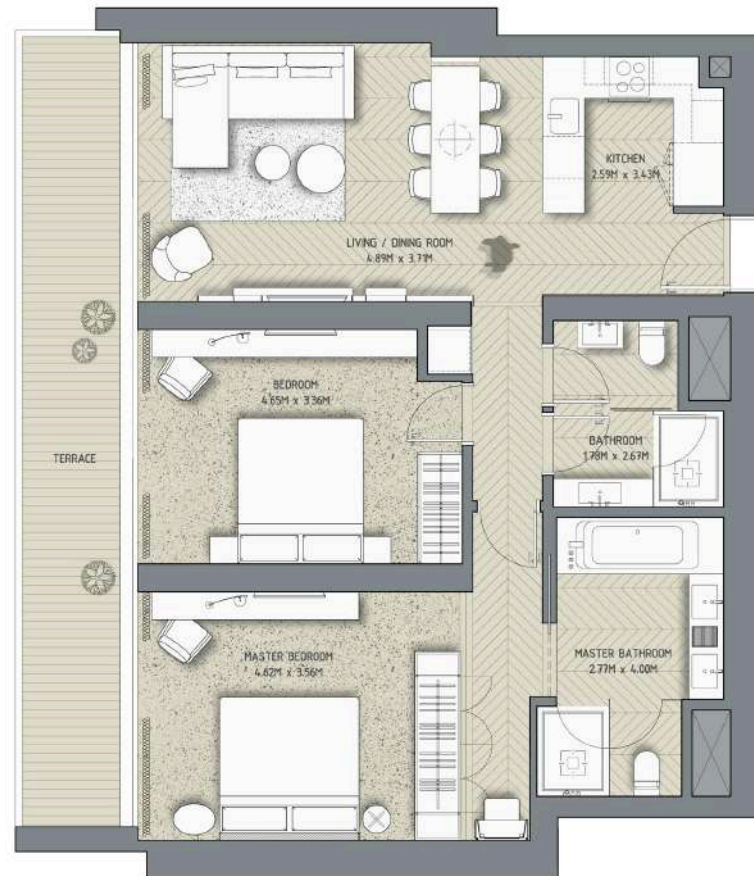 KITCHEN
2.59M x 3.43M
LIVING / DINING ROOM
4.89M x 3.71M
BEDROOM
4.65M x 3.36M
BATHROOM
1.78M x 2.67M
TERRACE
MASTER BEDROOM
4.62M x 3.56M
MASTER BATHROOM
2.77M x 4.00M